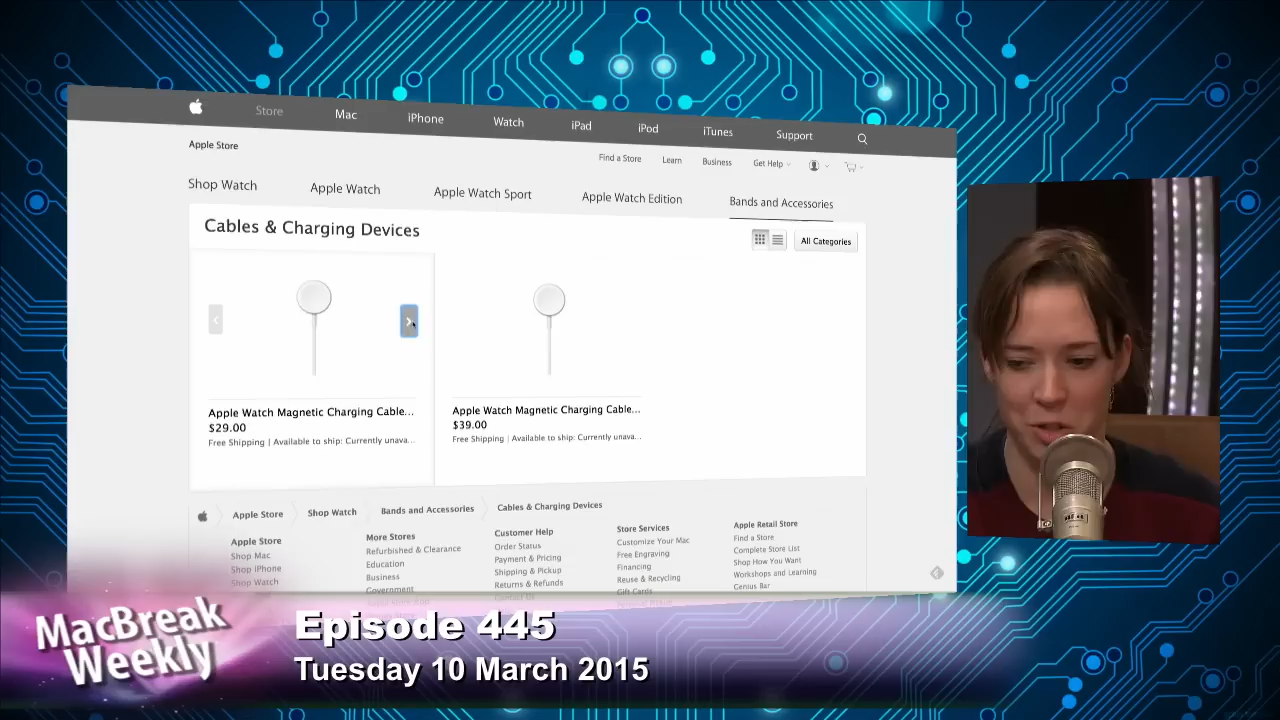 Store Mac iPhone Watch iPad iPod iTunes Support
Apple Store
Find a Store Learn Business Get Help
Shop Watch Apple Watch Apple Watch Sport Apple Watch Edition Bands and Accessories
Cables & Charging Devices
All Categories
Apple Watch Magnetic Charging Cable...
$29.00
Free Shipping | Available to ship: Currently unava...
Apple Watch Magnetic Charging Cable...
$39.00
Free Shipping | Available to ship: Currently unava...
Apple Store Shop Watch Bands and Accessories Cables & Charging Devices
Apple Store
Shop Mac
Shop iPhone
Shop Watch
More Stores
Refurbished & Clearance
Education
Business
Government
Customer Help
Order Status
Payment & Pricing
Shipping & Pickup
Returns & Refunds
Contact Us
Store Services
Customize Your Mac
Free Engraving
Financing
Reuse & Recycling
Gift Cards
Apple Retail Store
Find a Store
Complete Store List
Shop How You Want
Workshops and Learning
Genius Bar
MacBreak
Weekly
Episode 445
Tuesday 10 March 2015